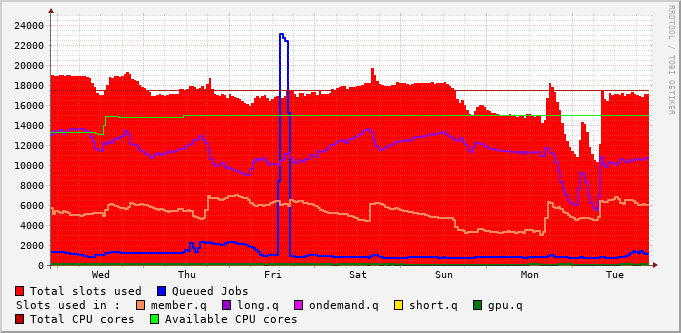 RRDTOOL / TOBI OETIKER
24000
22000
20000
18000
16000
14000
12000
10000
8000
6000
4000
2000
0
Wed Thu Fri Sat Sun Mon Tue
Total slots used Queued Jobs
Slots used in : member.q long.q ondemand.q short.q gpu.q
Total CPU cores Available CPU cores